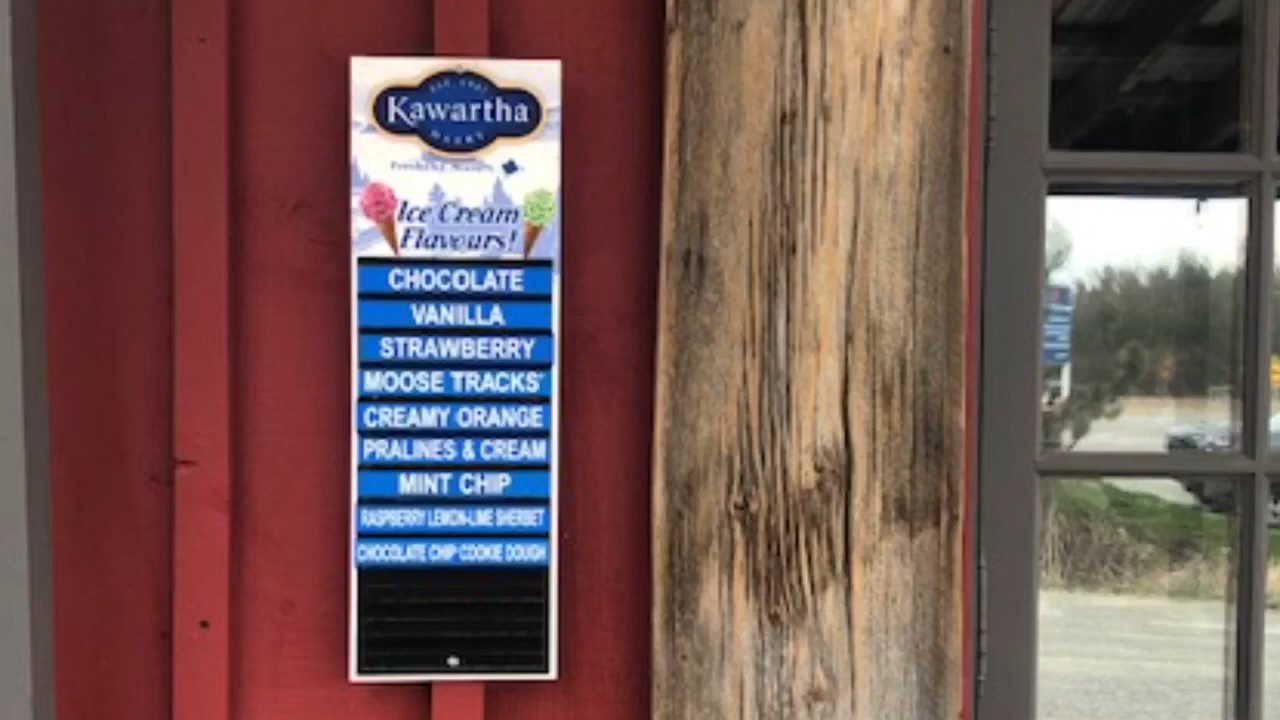 Kawartha
DAIRY
Ice Cream
Flavours!
CHOCOLATE
VANILLA
STRAWBERRY
MOOSE TRACKS
CREAMY ORANGE
PRALINES & CREAM
MINT CHIP
RASPBERRY LEMON-LIME SHERBET
CHOCOLATE CHIP COOKIE DOUGH